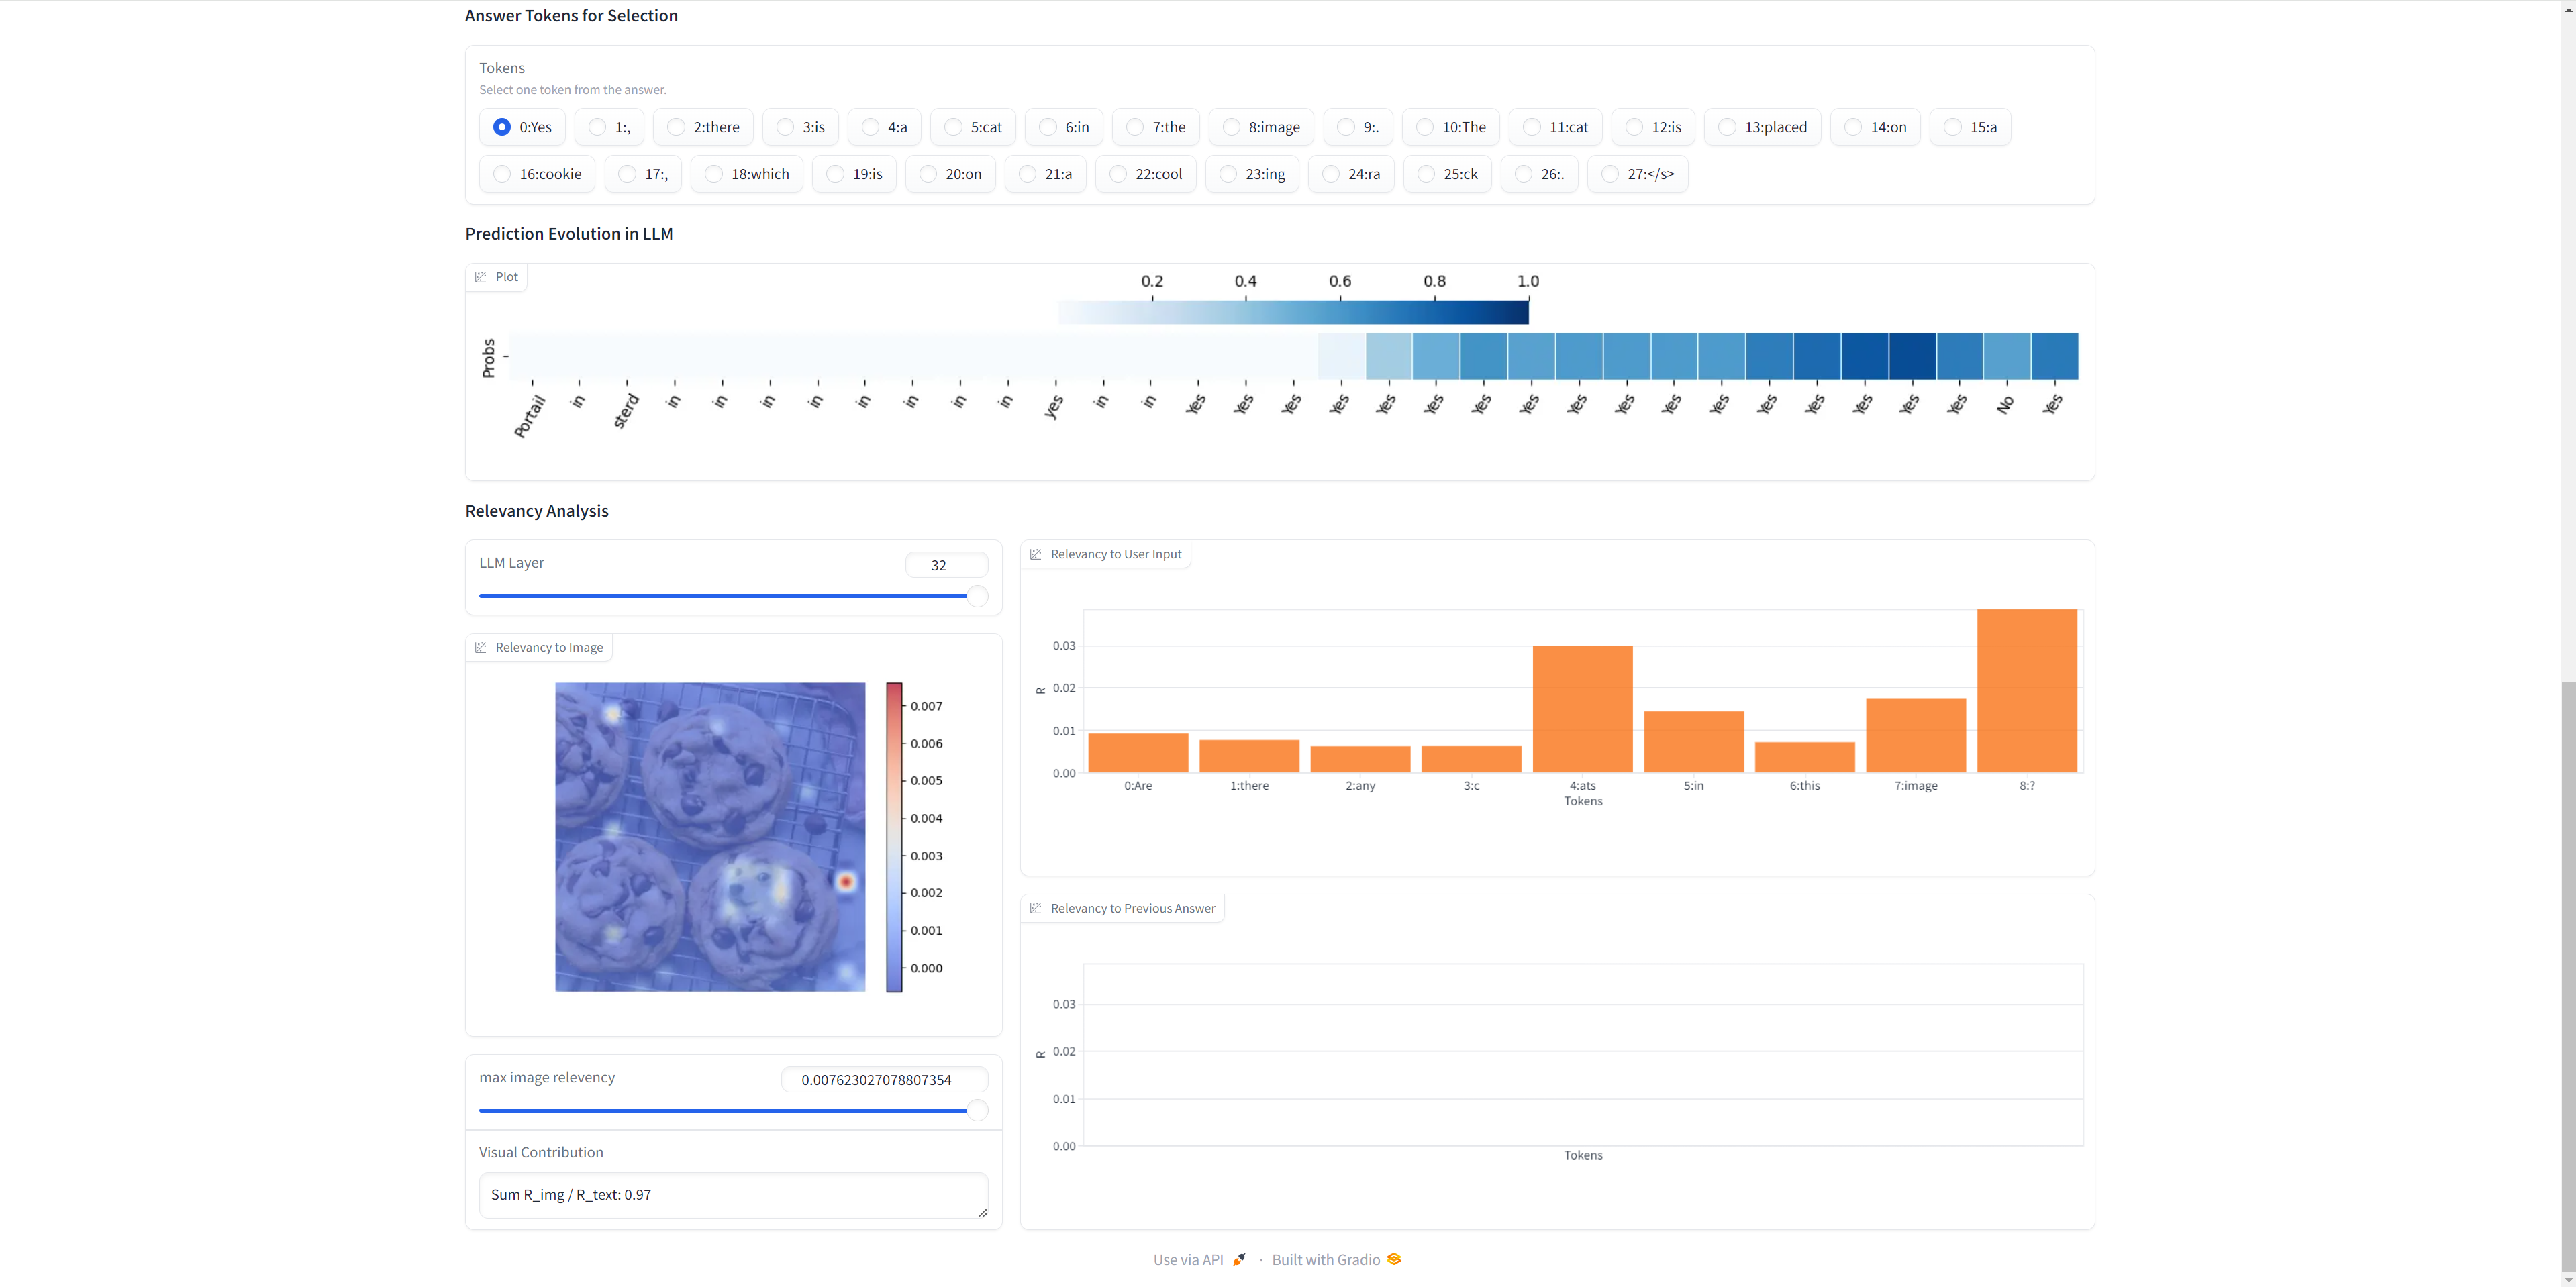 Answer Tokens for Selection
Tokens
Select one token from the answer.
0:Yes 1:, 2:there 3:is 4:a 5:cat 6:in 7:the 8:image 9:. 10:The 11:cat 12:is 13:placed 14:on 15:a
16:cookie 17:, 18:which 19:is 20:on 21:a 22:cool 23:ing 24:ra 25:ck 26:. 27:</s>
Prediction Evolution in LLM
Plot
0.2 0.4 0.6 0.8 1.0
Probs
Portail in sterd in in in in in in in in yes in in Yes Yes Yes Yes Yes Yes Yes Yes Yes Yes Yes Yes Yes Yes Yes Yes Yes No Yes
Relevancy Analysis
LLM Layer
32
Relevancy to Image
0.007
0.006
0.005
0.004
0.003
0.002
0.001
0.000
max image relevency
0.007623027078807354
Visual Contribution
Sum R_img / R_text: 0.97
Relevancy to User Input
R
0.03
0.02
0.01
0.00
0:Are 1:there 2:any 3:c 4:ats 5:in 6:this 7:image 8:?
Tokens
Relevancy to Previous Answer
R
0.03
0.02
0.01
0.00
Tokens
Use via API · Built with Gradio